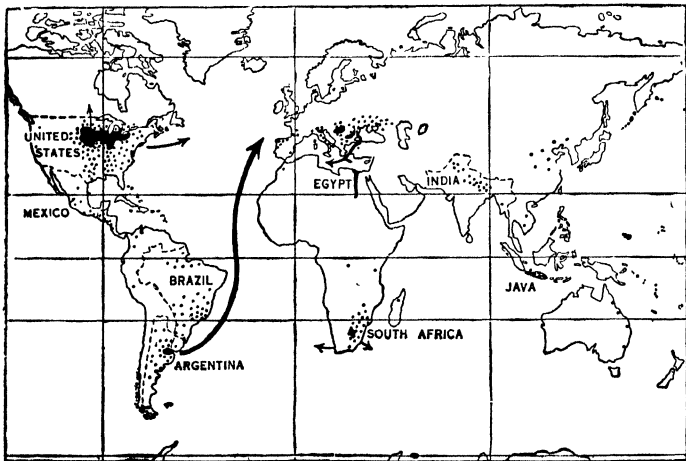 UNITED
STATES
MEXICO
EGYPT
INDIA
BRAZIL
JAVA
SOUTH AFRICA
ARGENTINA